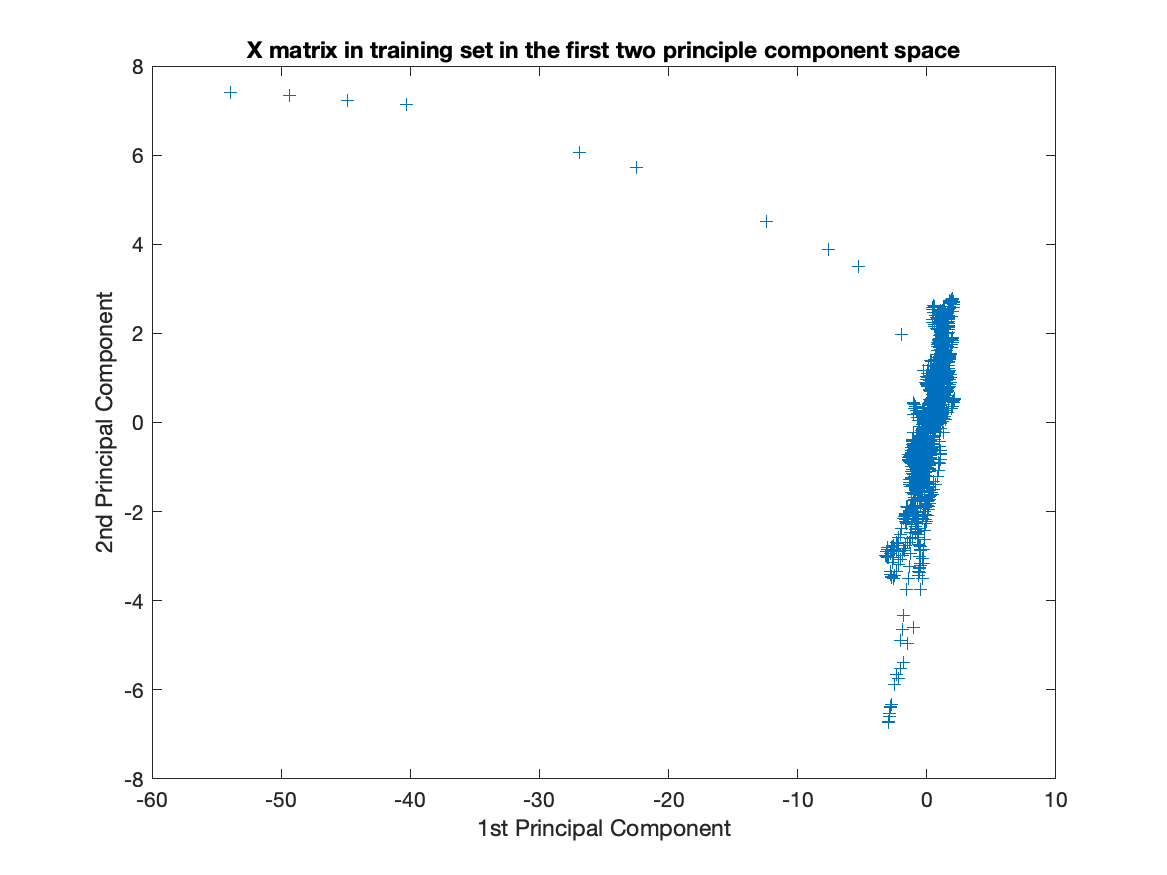 X matrix in training set in the first two principle component space
8
6
4
2
0
-2
-4
-6
-8
2nd Principal Component
-60 -50 -40 -30 -20 -10 0 10
1st Principal Component